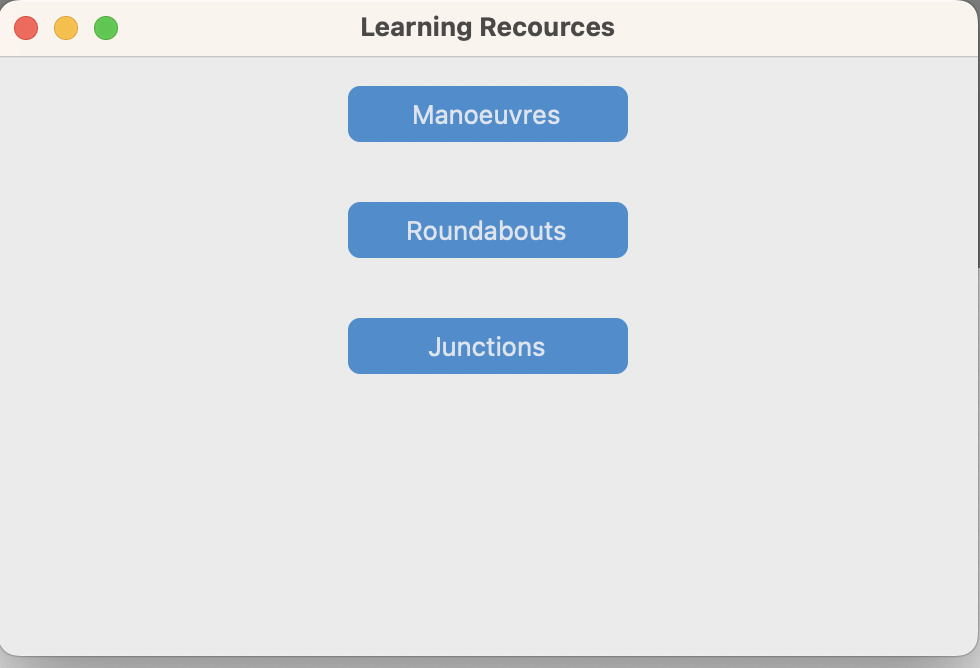 Learning Recources
Manoeuvres
Roundabouts
Junctions